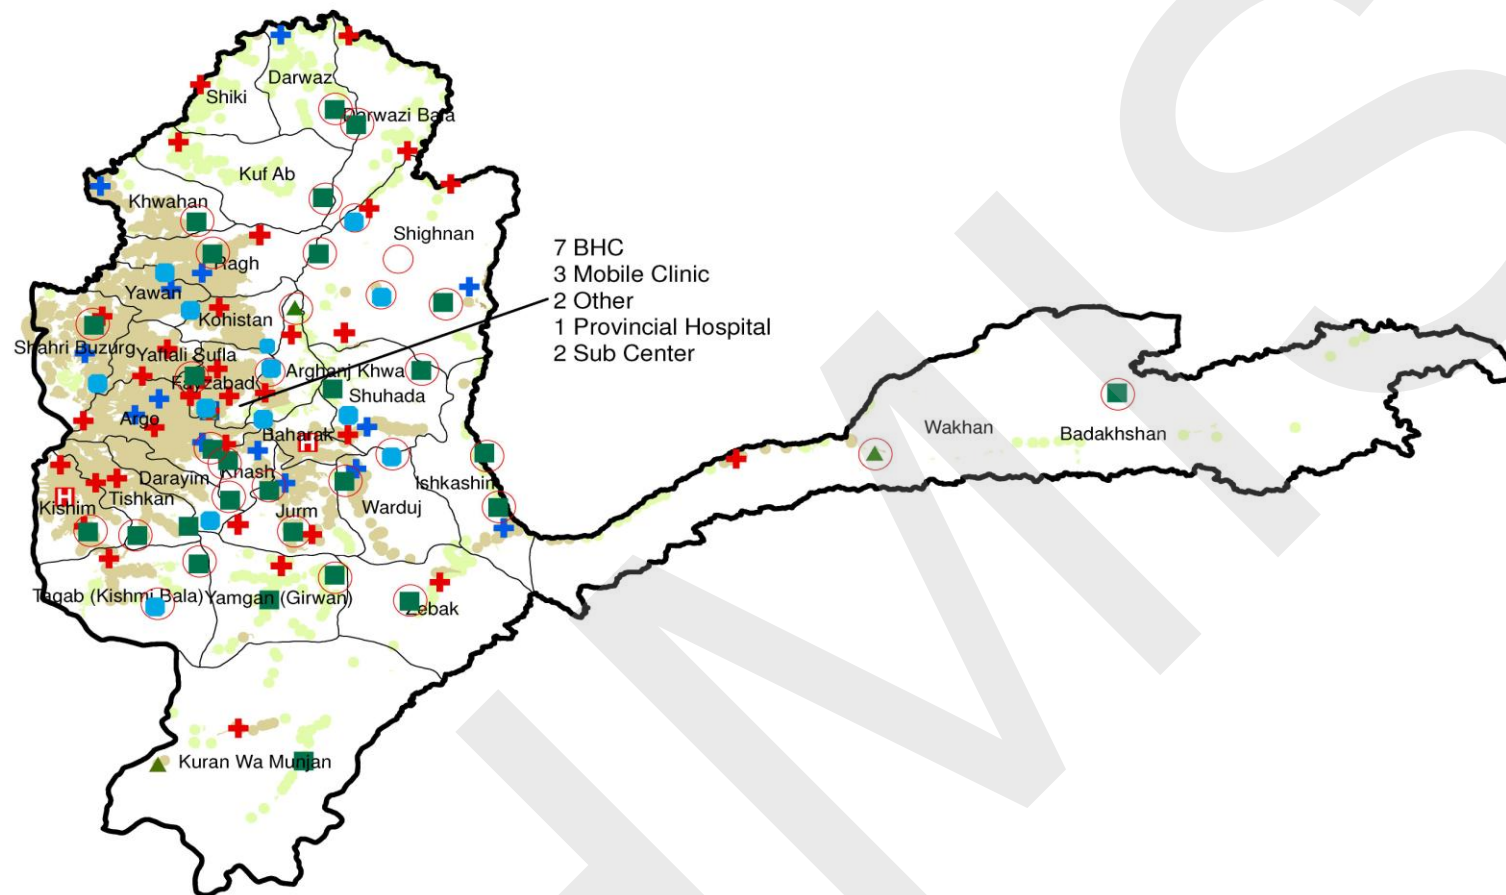 Darwaz
Shiki
Darwazi Bala
Kuf Ab
Khwahan
Shighnan
7 BHC
3 Mobile Clinic
2 Other
1 Provincial Hospital
2 Sub Center
Ragh
Yawan
Kohistan
Shahri Buzurg
Yaftali Sufla
Arghanj Khwa
Fayzabad
Shuhada
Argo
Baharak
H
Wakhan
Badakhshan
Khash
Darayim
Ishkashim
Tishkan
H
Kishim
Jurm
Warduj
Tagab (Kishmi Bala)
Yamgan (Girwan)
Zebak
Kuran Wa Munjan
HMIS